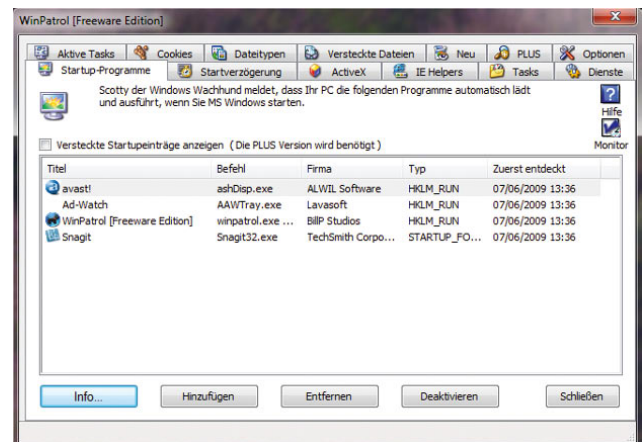 WinPatrol [Freeware Edition]
Aktive Tasks Cookies Dateitypen Versteckte Dateien Neu PLUS Optionen
Startup-Programme Startverzögerung ActiveX IE Helpers Tasks Dienste
Scotty der Windows Wachhund meldet, dass Ihr PC die folgenden Programme automatisch lädt
und ausführt, wenn Sie MS Windows starten.
Hilfe
Versteckte Startupeinträge anzeigen ( Die PLUS Version wird benötigt )
Monitor
Titel Befehl Firma Typ Zuerst entdeckt
avast! ashDisp.exe ALWIL Software HKLM_RUN 07/06/2009 13:36
Ad-Watch AAWTray.exe Lavasoft HKLM_RUN 07/06/2009 13:36
WinPatrol [Freeware Edition] winpatrol.exe ... BillP Studios HKLM_RUN 07/06/2009 13:36
Snagit Snagit32.exe TechSmith Corpo... STARTUP_FO... 07/06/2009 13:36
Info... Hinzufügen Entfernen Deaktivieren Schließen